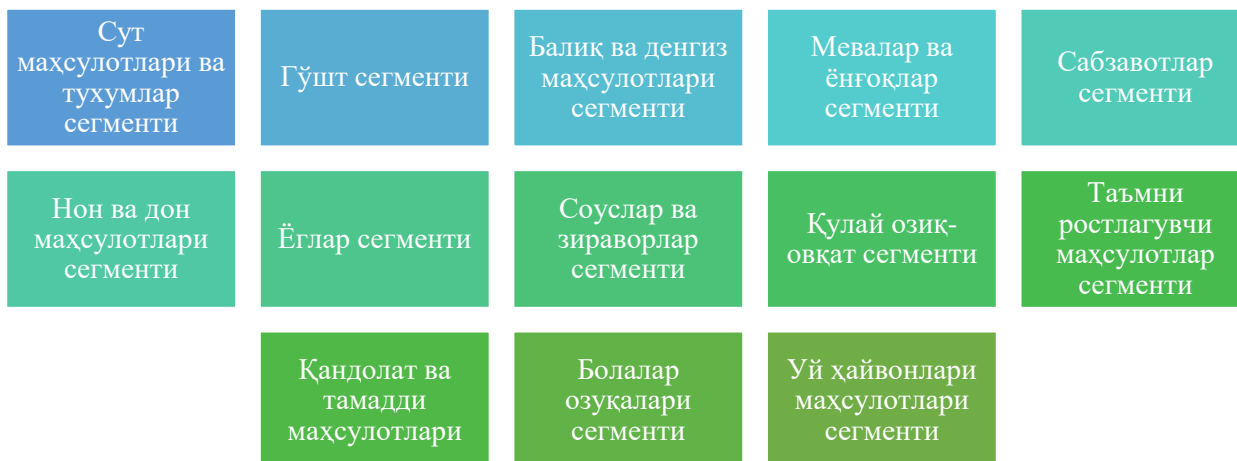 Сут
маҳсулотлари ва
тухумлар
сегменти
Гўшт сегменти
Балиқ ва денгиз
маҳсулотлари
сегменти
Мевалар ва
ёнғоқлар
сегменти
Сабзавотлар
сегменти
Нон ва дон
маҳсулотлари
сегменти
Ёглар сегменти
Соуслар ва
зираворлар
сегменти
Қулай озиқ-
овқат сегменти
Таъмни
ростлагувчи
маҳсулотлар
сегменти
Қандолат ва
тамадди
маҳсулотлари
Болалар
озуқалари
сегменти
Уй ҳайвонлари
маҳсулотлари
сегменти